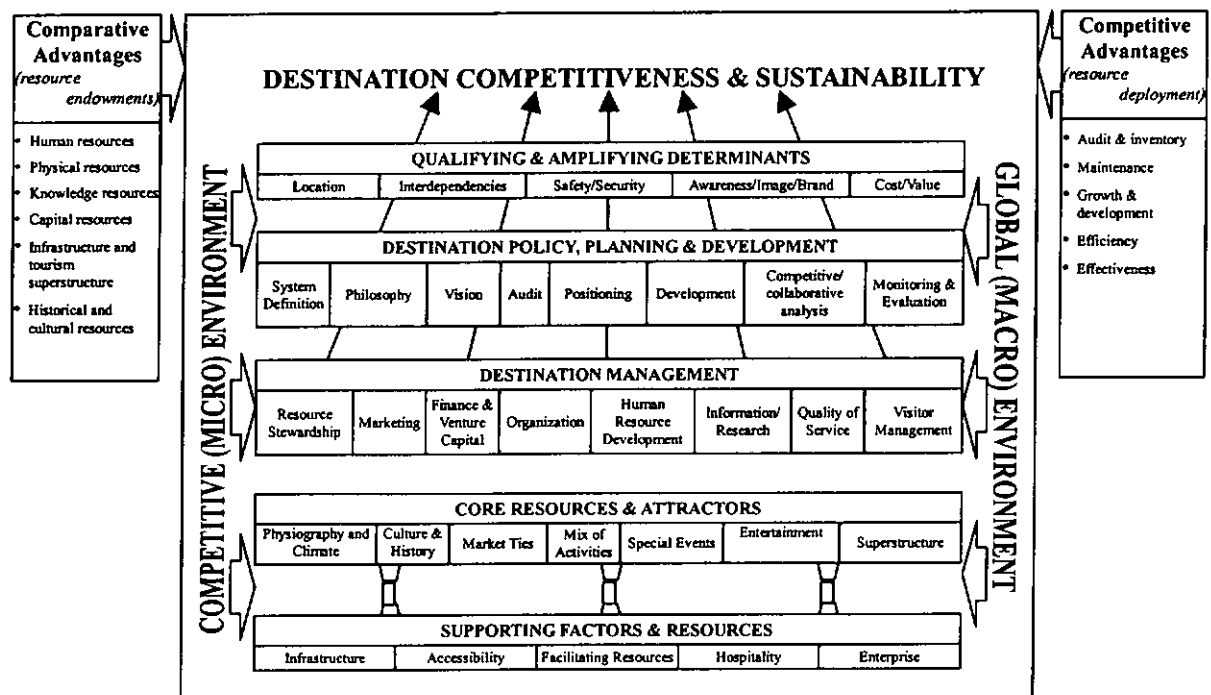 Comparative
Advantages
(resource
endowments)
• Human resources
• Physical resources
• Knowledge resources
• Capital resources
• Infrastructure and
tourism
superstructure
• Historical and
cultural resources
COMPETITIVE (MICRO) ENVIRONMENT
DESTINATION COMPETITIVENESS & SUSTAINABILITY
QUALIFYING & AMPLIFYING DETERMINANTS
Location Interdependencies Safety/Security Awareness/Image/Brand Cost/Value
DESTINATION POLICY, PLANNING & DEVELOPMENT
System
Definition
Philosophy
Vision
Audit
Positioning
Development
Competitive/
collaborative
analysis
Monitoring &
Evaluation
DESTINATION MANAGEMENT
Resource
Stewardship
Marketing
Finance &
Venture
Capital
Organization
Human
Resource
Development
Information/
Research
Quality of
Service
Visitor
Management
CORE RESOURCES & ATTRACTORS
Physiography and
Climate
Culture &
History
Market Ties
Mix of
Activities
Special Events
Entertainment
Superstructure
SUPPORTING FACTORS & RESOURCES
Infrastructure Accessibility Facilitating Resources Hospitality Enterprise
GLOBAL (MACRO) ENVIRONMENT
Competitive
Advantages
(resource
deployment)
• Audit & inventory
• Maintenance
• Growth &
development
• Efficiency
• Effectiveness